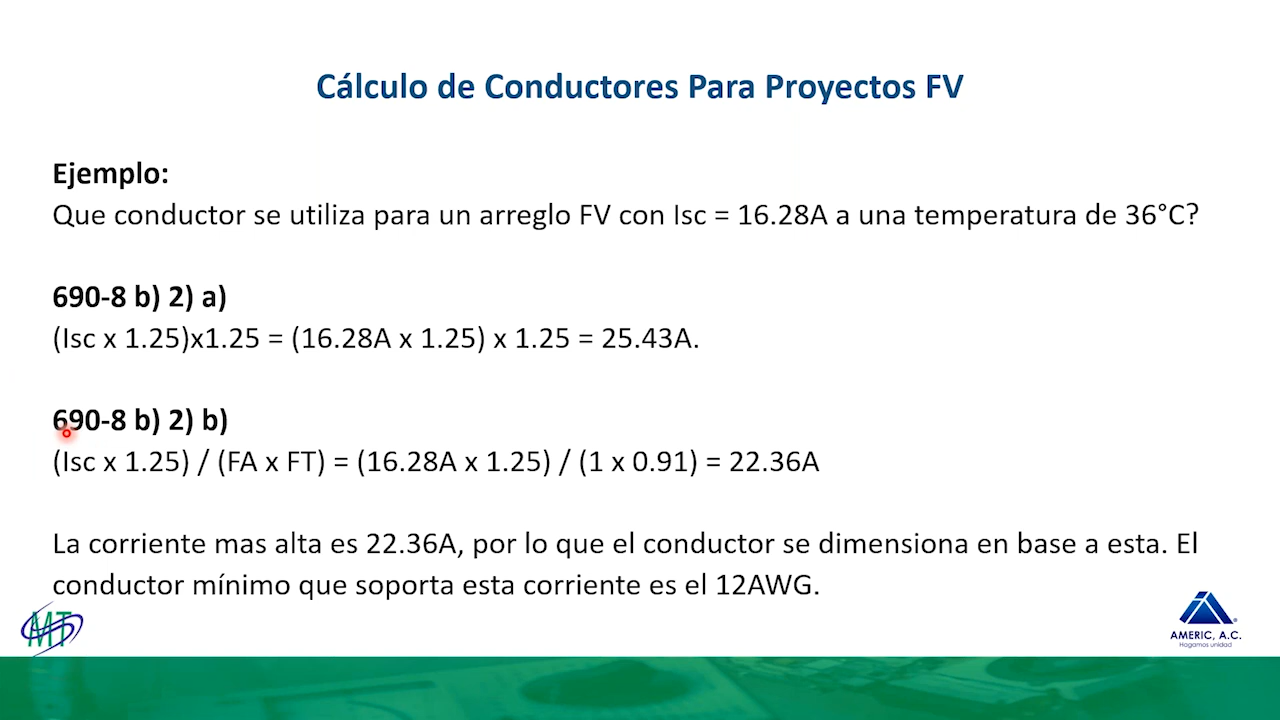 Cálculo de Conductores Para Proyectos FV
Ejemplo:
Que conductor se utiliza para un arreglo FV con Isc = 16.28A a una temperatura de 36°C?
690-8 b) 2) a)
(Isc x 1.25)x1.25 = (16.28A x 1.25) x 1.25 = 25.43A.
690-8 b) 2) b)
(Isc x 1.25) / (FA x FT) = (16.28A x 1.25) / (1 x 0.91) = 22.36A
La corriente mas alta es 22.36A, por lo que el conductor se dimensiona en base a esta. El
conductor mínimo que soporta esta corriente es el 12AWG.
MT
AMERIC, A.C.
Hagamos unidad